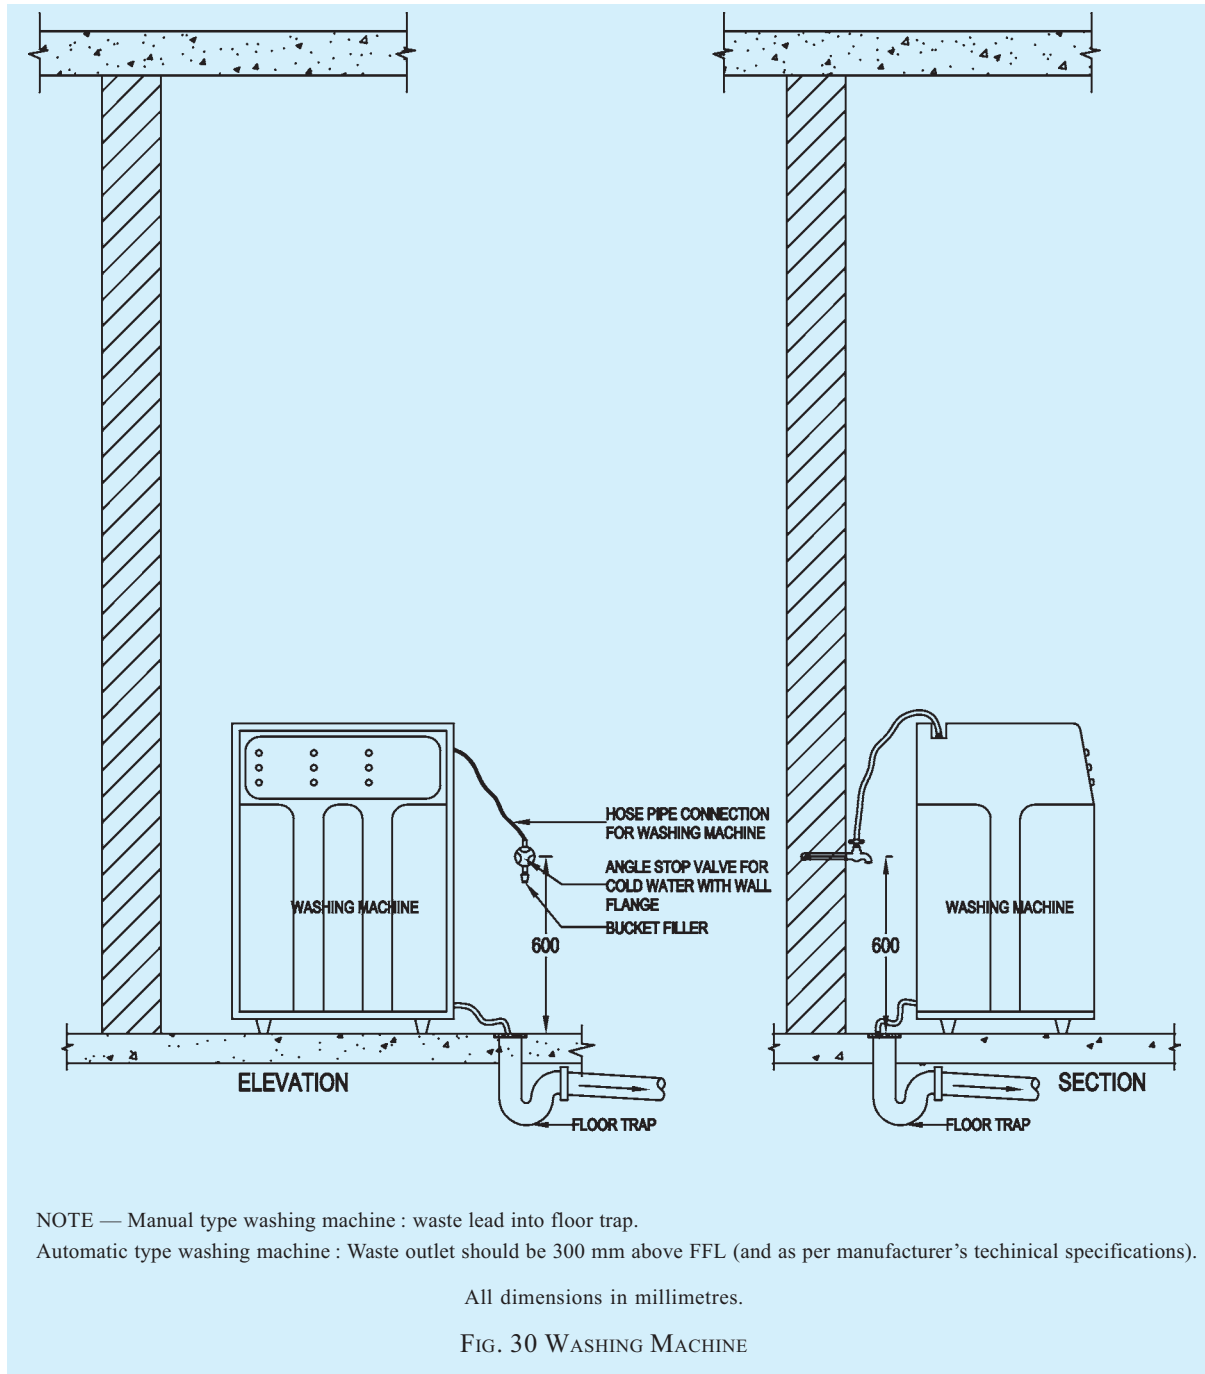 HOSE PIPE CONNECTION
FOR WASHING MACHINE
ANGLE STOP VALVE FOR
COLD WATER WITH WALL
FLANGE
BUCKET FILLER
WASHING MACHINE
600
ELEVATION
FLOOR TRAP
WASHING MACHINE
600
SECTION
FLOOR TRAP
NOTE — Manual type washing machine : waste lead into floor trap.
Automatic type washing machine : Waste outlet should be 300 mm above FFL (and as per manufacturer's techinical specifications).
All dimensions in millimetres.
FIG. 30 WASHING MACHINE